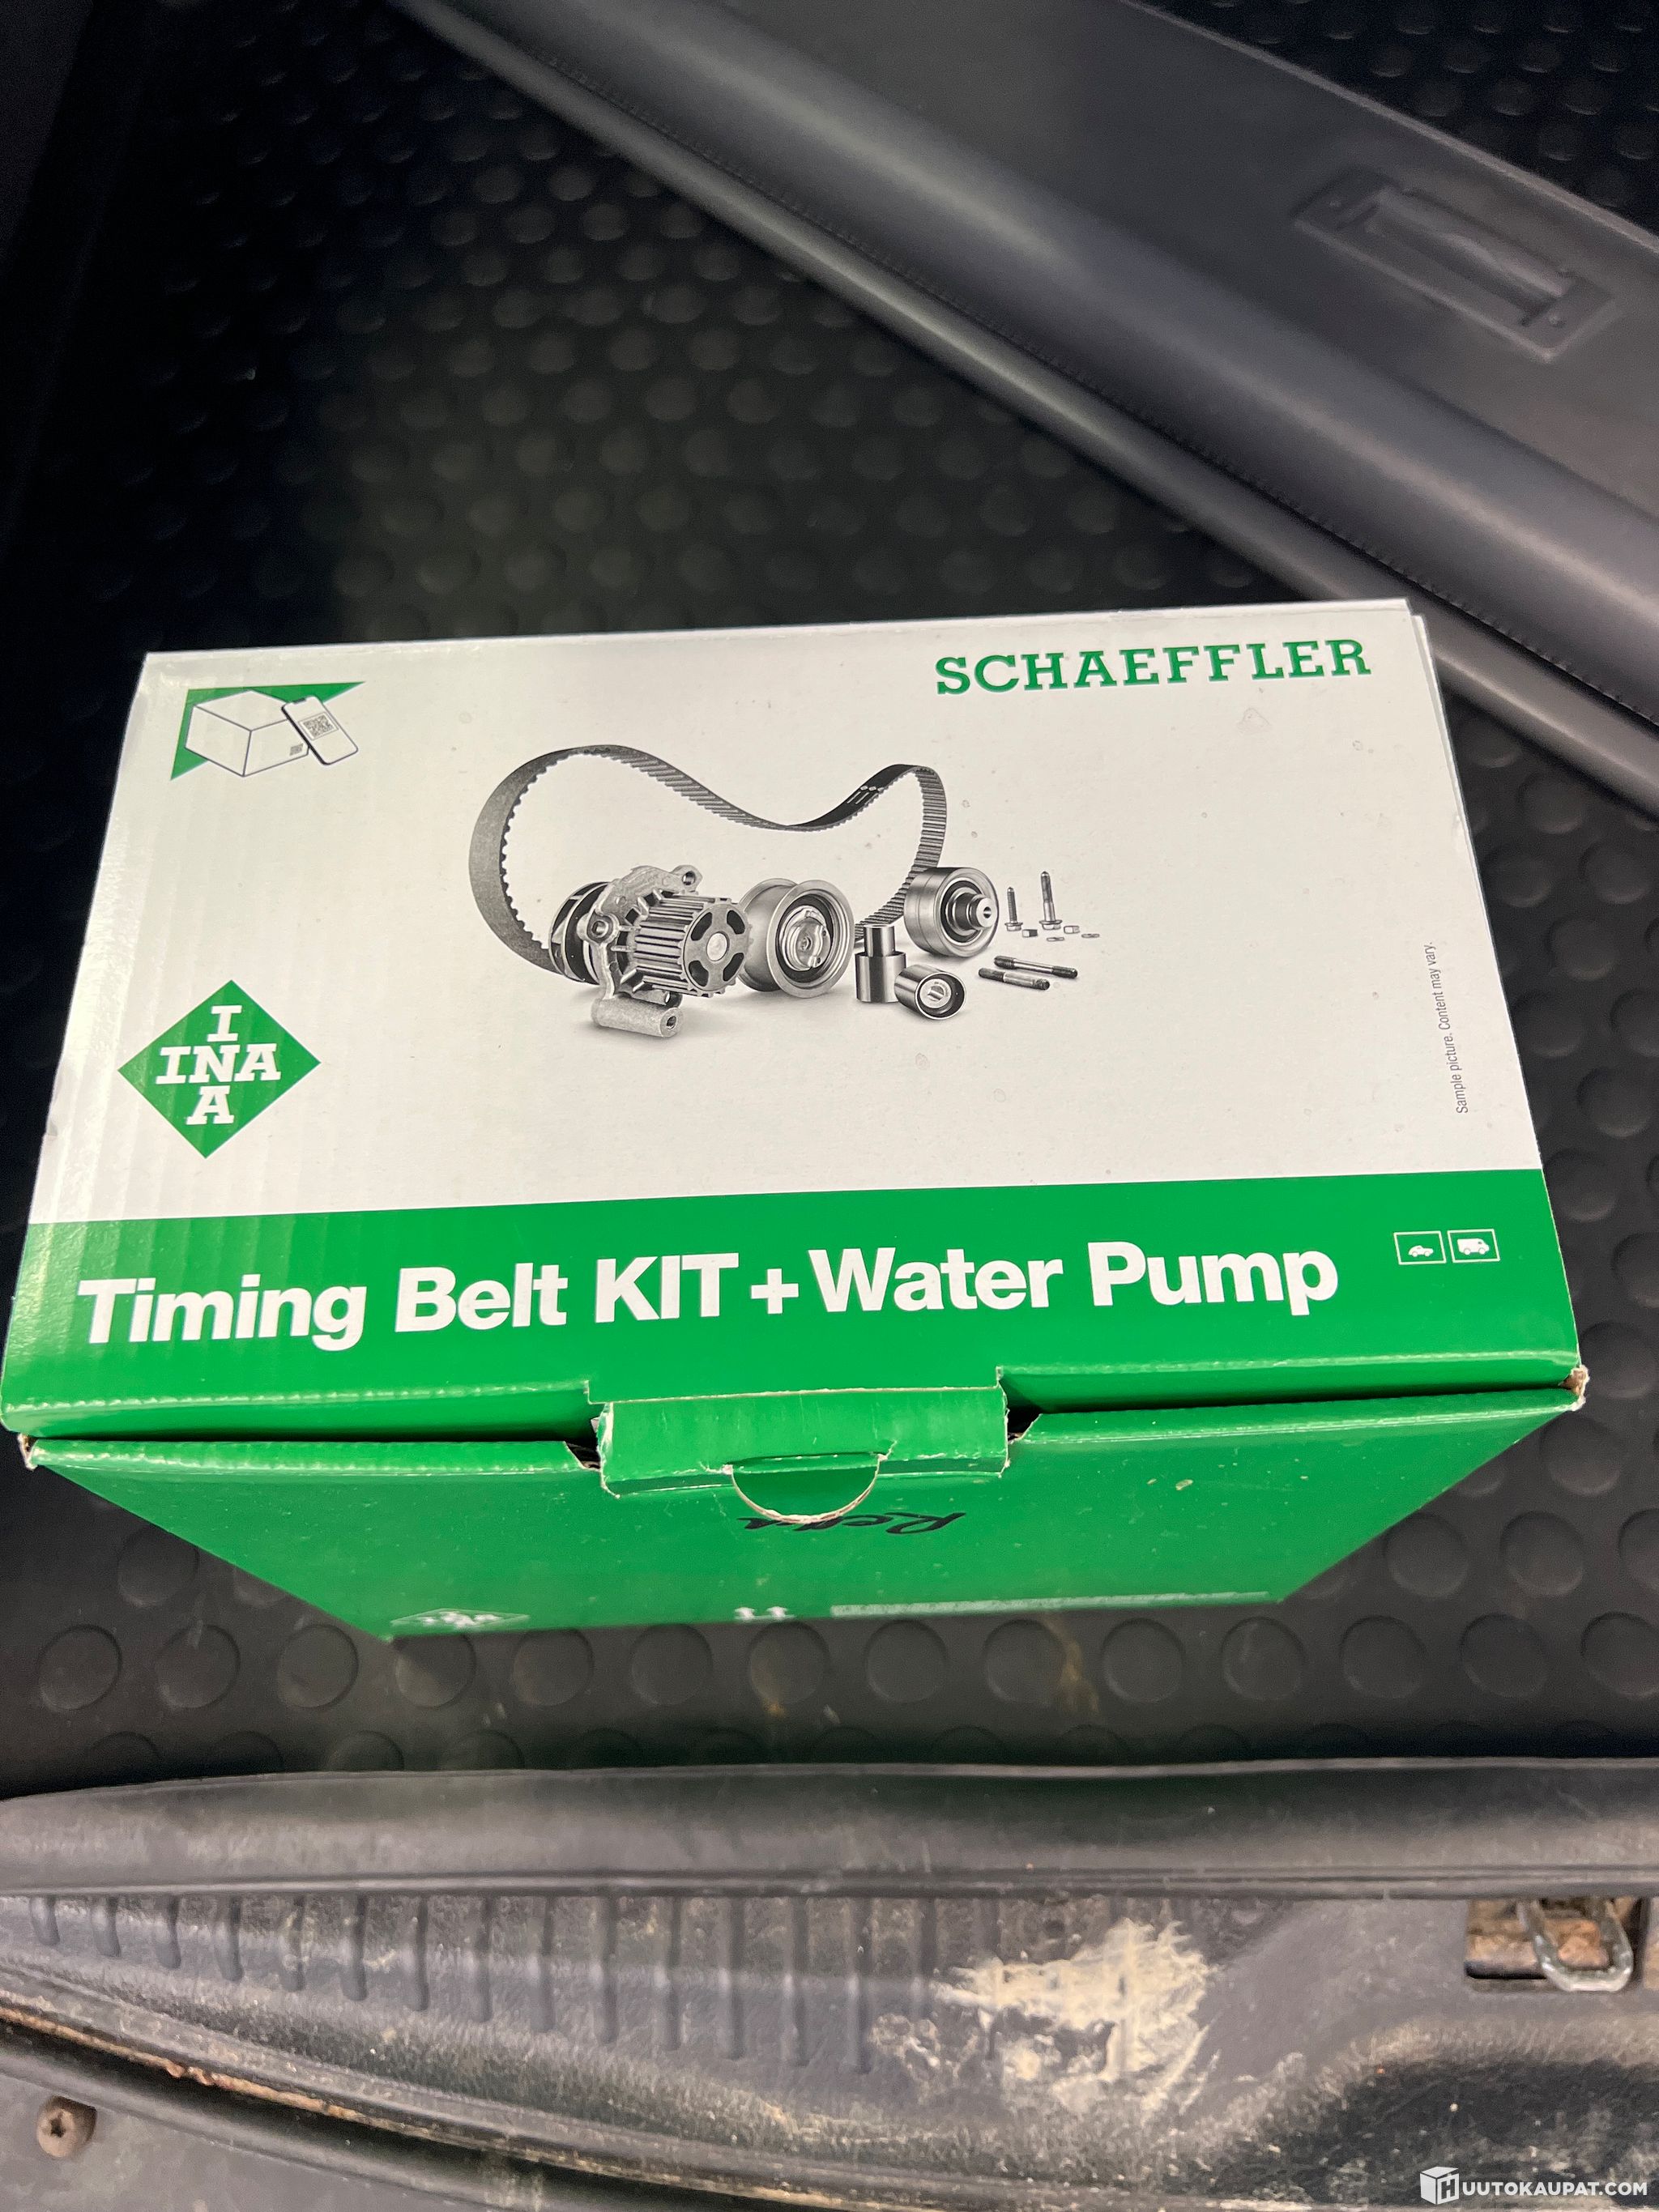 SCHAEFFLER
I
INA
A
Sample picture. Content may vary.
Timing Belt KIT + Water Pump
HUUTOKAUPAT.COM